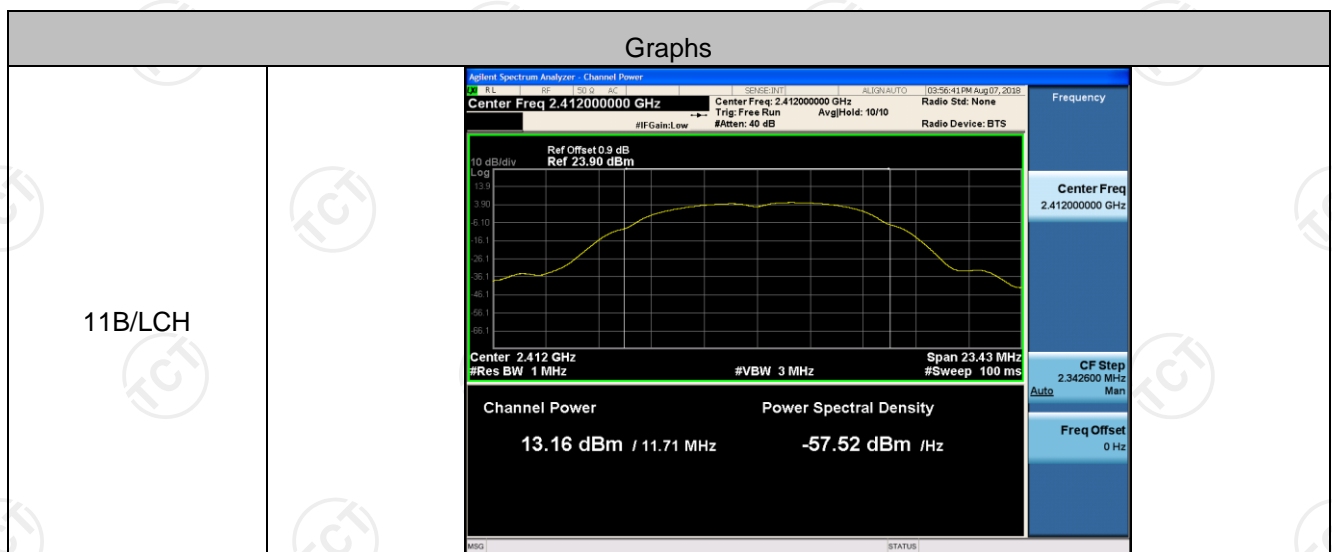 Graphs
11B/LCH
Agilent Spectrum Analyzer - Channel Power
LXI RL RF 50 Ω AC SENSE:INT ALIGNAUTO 03:56:41 PM Aug 07, 2018
Center Freq 2.412000000 GHz
Center Freq: 2.412000000 GHz Radio Std: None
Trig: Free Run Avg|Hold: 10/10
#IFGain:Low #Atten: 40 dB Radio Device: BTS
Ref Offset 0.9 dB
10 dB/div Ref 23.90 dBm
Log
13.9
3.90
-6.10
-16.1
-26.1
-36.1
-46.1
-56.1
-66.1
Center 2.412 GHz Span 23.43 MHz
#Res BW 1 MHz #VBW 3 MHz #Sweep 100 ms
Channel Power Power Spectral Density
13.16 dBm / 11.71 MHz -57.52 dBm /Hz
MSG STATUS
Frequency
Center Freq
2.412000000 GHz
CF Step
2.342600 MHz
Auto Man
Freq Offset
0 Hz
TCT
TCT
TCT
TCT
TCT
TCT